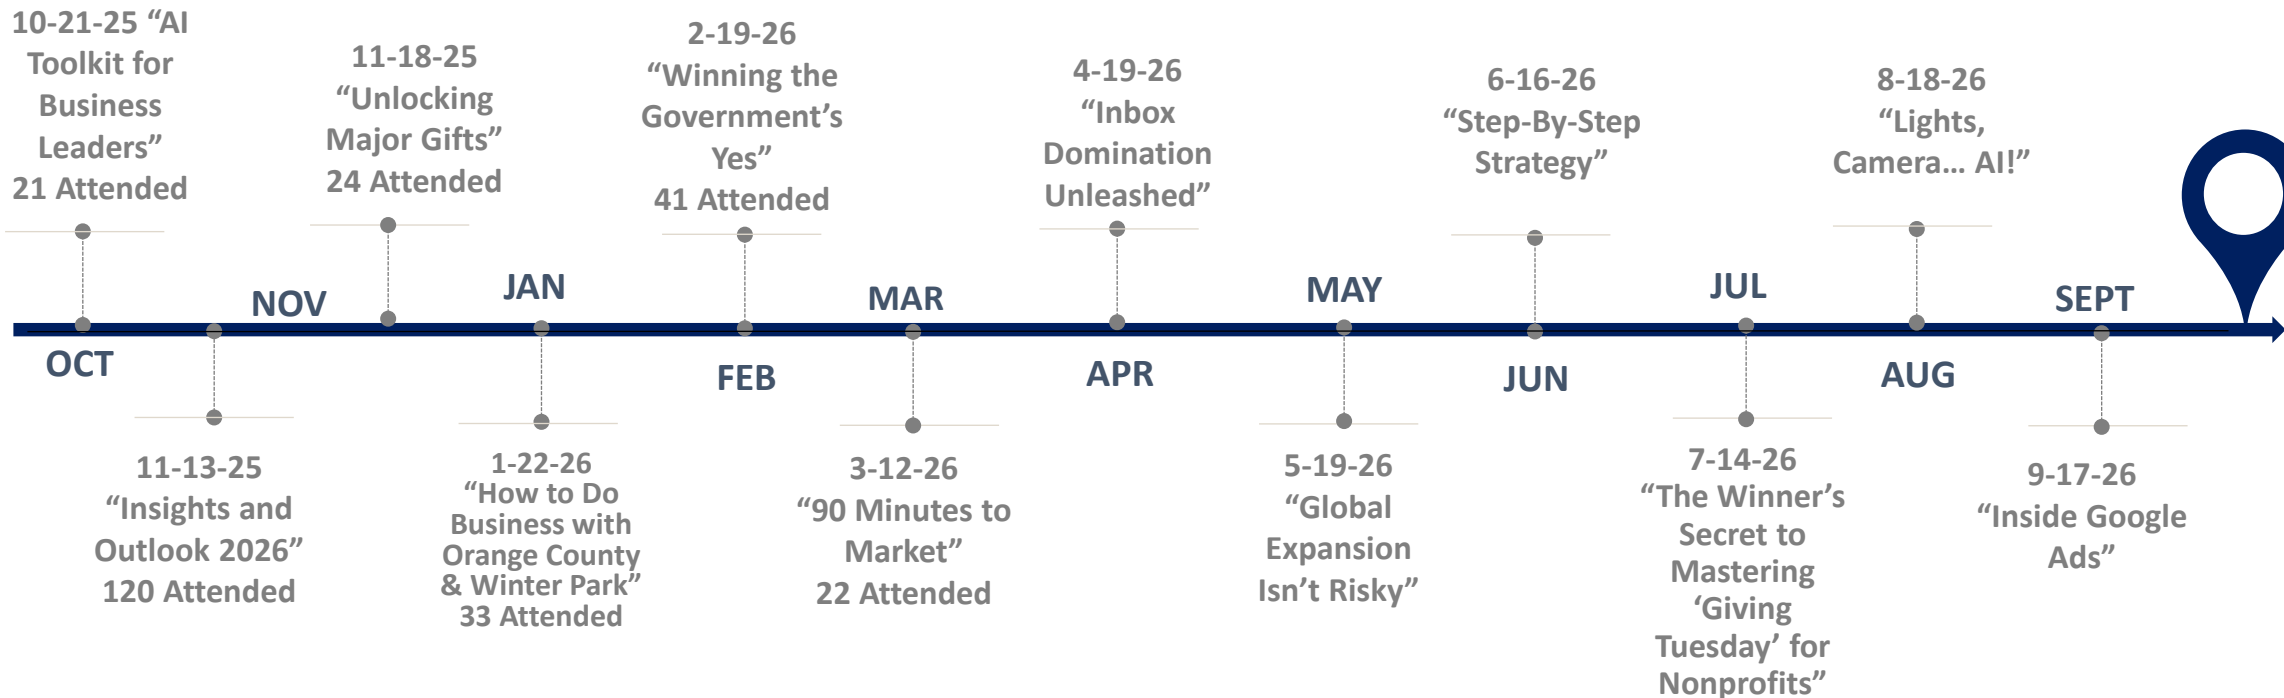 10-21-25 “AI
Toolkit for
Business
Leaders”
21 Attended
11-18-25
“Unlocking
Major Gifts”
24 Attended
2-19-26
“Winning the
Government’s
Yes”
41 Attended
4-19-26
“Inbox
Domination
Unleashed”
6-16-26
“Step-By-Step
Strategy”
8-18-26
“Lights,
Camera… AI!”
OCT
NOV
JAN
FEB
MAR
APR
MAY
JUN
JUL
AUG
SEPT
11-13-25
“Insights and
Outlook 2026”
120 Attended
1-22-26
“How to Do
Business with
Orange County
& Winter Park”
33 Attended
3-12-26
“90 Minutes to
Market”
22 Attended
5-19-26
“Global
Expansion
Isn’t Risky”
7-14-26
“The Winner’s
Secret to
Mastering
‘Giving
Tuesday’ for
Nonprofits”
9-17-26
“Inside Google
Ads”